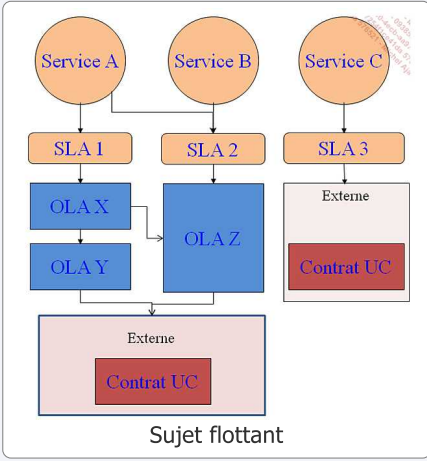 Service A
Service B
Service C
SLA 1
SLA 2
SLA 3
OLA X
OLA Y
OLA Z
Externe
Contrat UC
Externe
Contrat UC
Sujet flottant